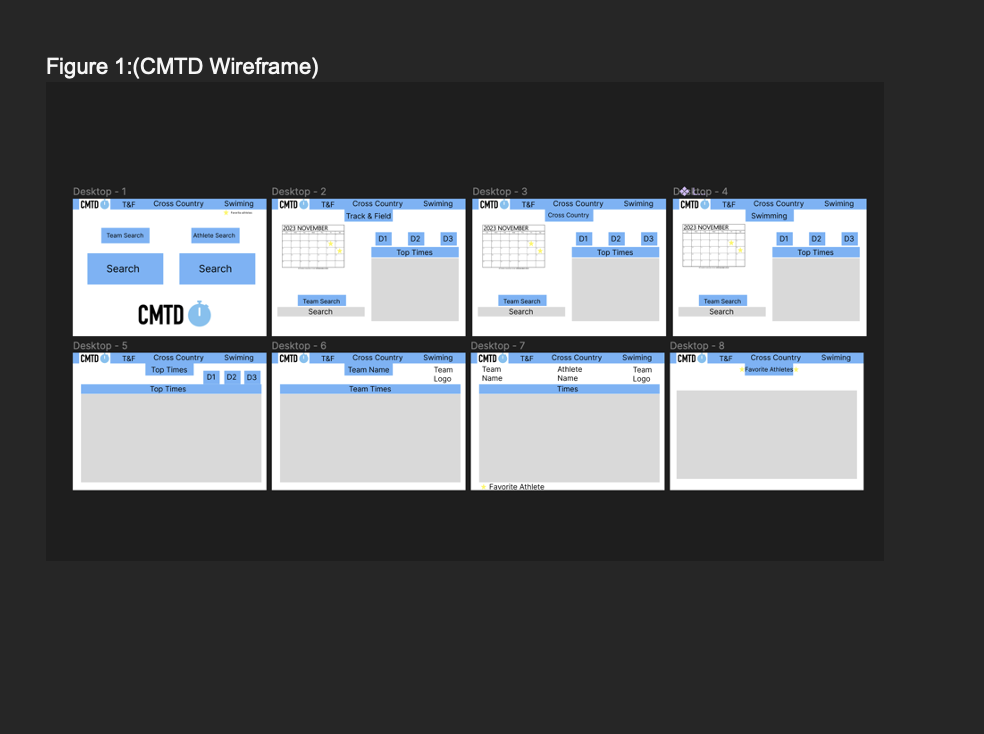 Figure 1:(CMTD Wireframe)
Desktop - 1
CMTD T&F Cross Country Swiming
Favorite athletes
Team Search Athlete Search
Search Search
CMTD
Desktop - 2
CMTD T&F Cross Country Swiming
Track & Field
2023 NOVEMBER
D1 D2 D3
Top Times
Team Search
Search
Desktop - 3
CMTD T&F Cross Country Swiming
Cross Country
2023 NOVEMBER
D1 D2 D3
Top Times
Team Search
Search
Desktop - 4
CMTD T&F Cross Country Swiming
Swimming
2023 NOVEMBER
D1 D2 D3
Top Times
Team Search
Search
Desktop - 5
CMTD T&F Cross Country Swiming
Top Times
D1 D2 D3
Top Times
Desktop - 6
CMTD T&F Cross Country Swiming
Team Name
Team
Logo
Team Times
Desktop - 7
CMTD T&F Cross Country Swiming
Team
Name
Athlete
Name
Team
Logo
Times
Favorite Athlete
Desktop - 8
CMTD T&F Cross Country Swiming
Favorite Athletes